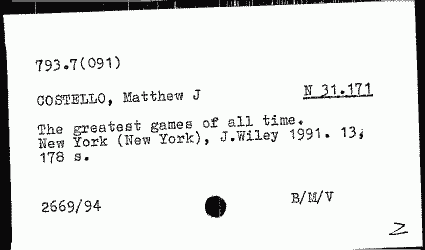 793.7(091)
COSTELLO, Matthew J
N 31.171
The greatest games of all time.
New York (New York), J.Wiley 1991. 13,
178 s.
2669/94
B/M/V